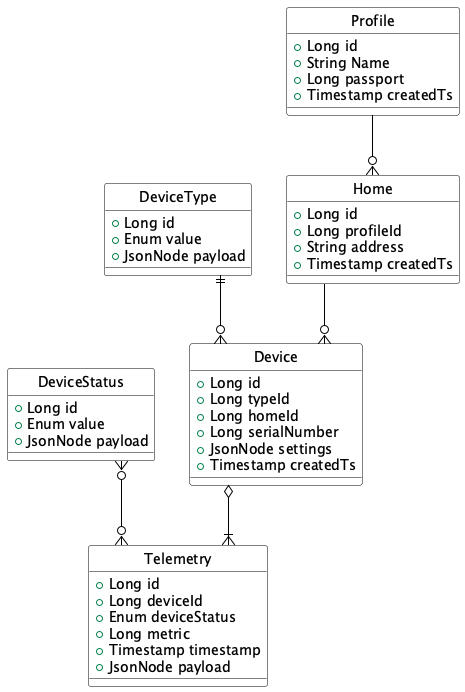 Profile
Long id
String Name
Long passport
Timestamp createdTs
Home
Long id
Long profileId
String address
Timestamp createdTs
DeviceType
Long id
Enum value
JsonNode payload
Device
Long id
Long typeId
Long homeId
Long serialNumber
JsonNode settings
Timestamp createdTs
DeviceStatus
Long id
Enum value
JsonNode payload
Telemetry
Long id
Long deviceId
Enum deviceStatus
Long metric
Timestamp timestamp
JsonNode payload